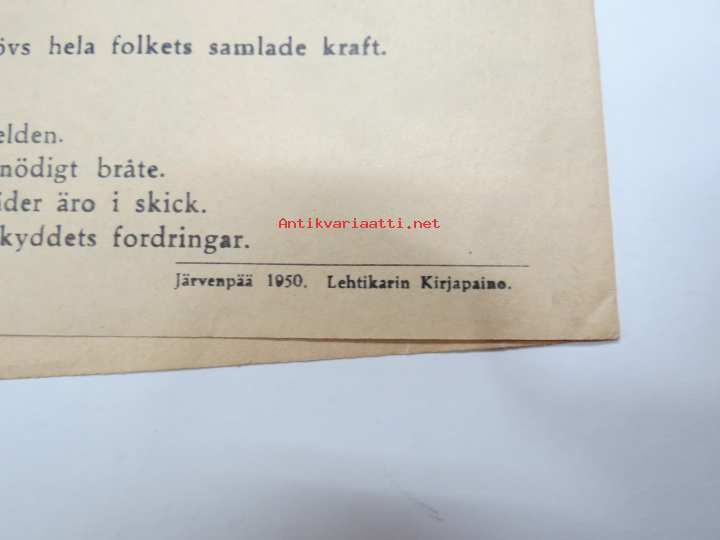 övs hela folkets samlade kraft.
elden.
nödigt bråte.
ider äro i skick.
Antikvariaatti.net
kyddets fordringar.
Järvenpää 1950. Lehtikarin Kirjapaino.